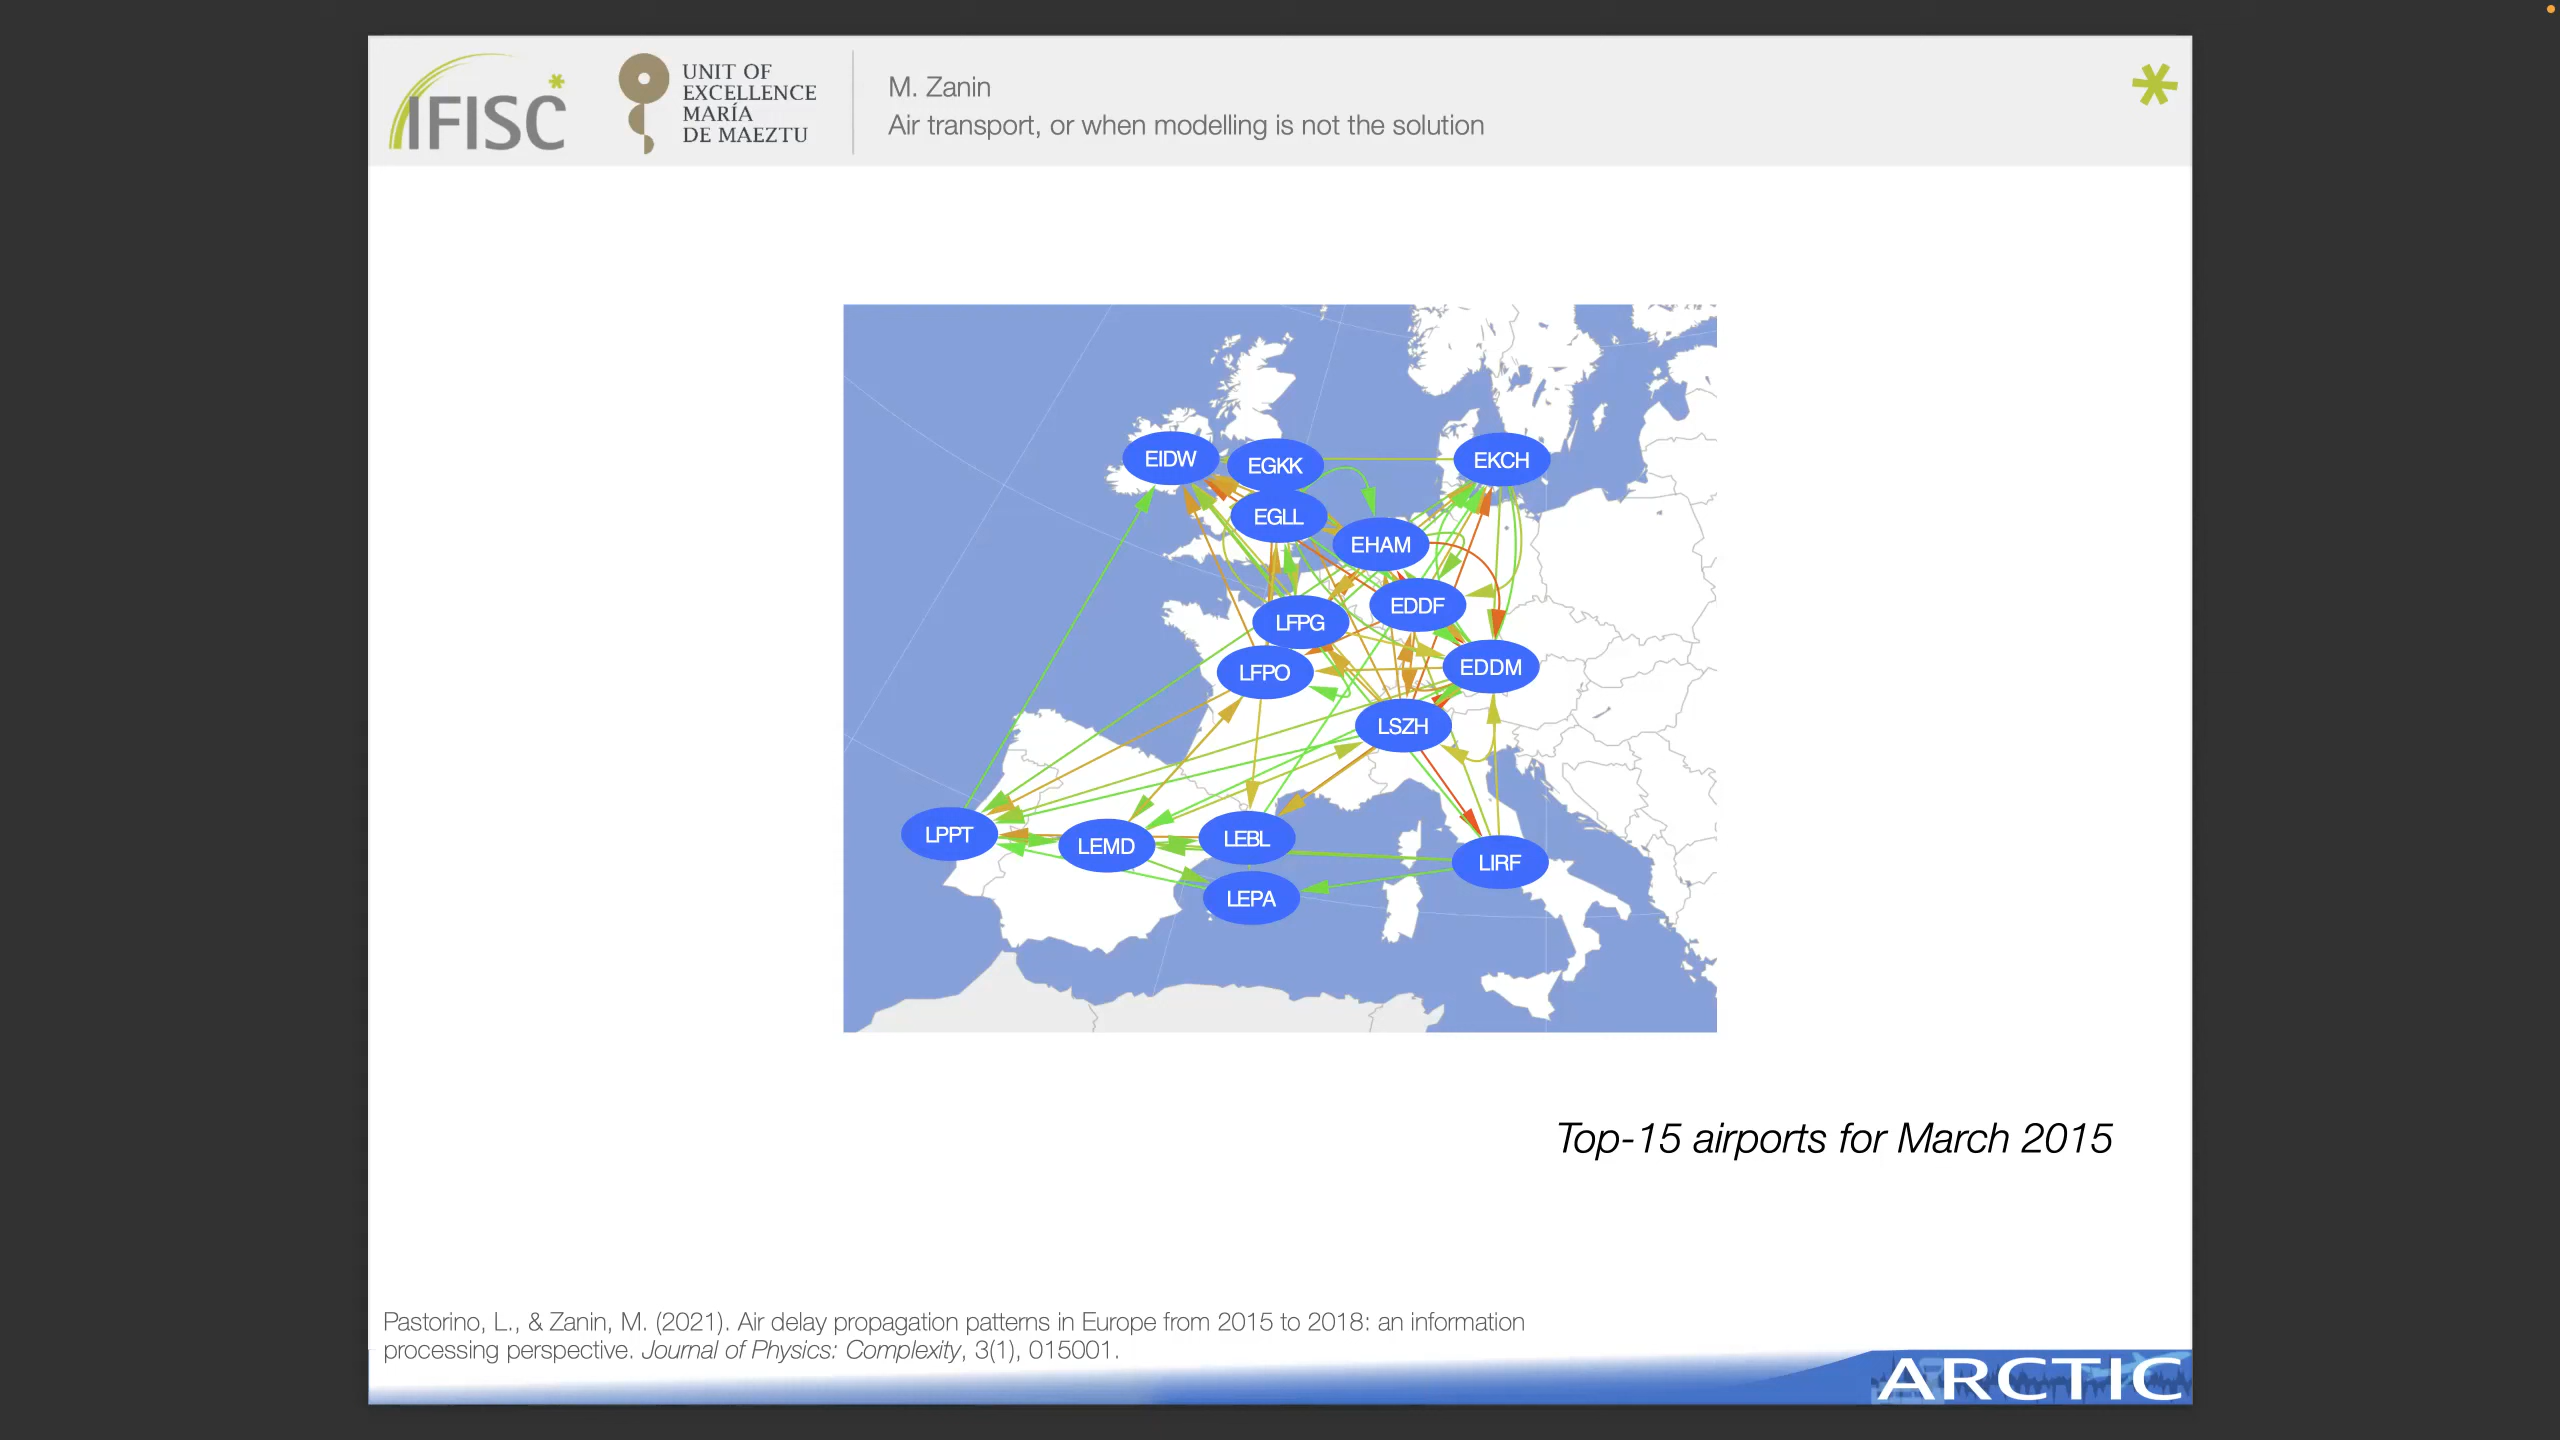 IFISC
UNIT OF
EXCELLENCE
MARÍA
DE MAEZTU
M. Zanin
Air transport, or when modelling is not the solution
EIDW
EGKK
EKCH
EGLL
EHAM
EDDF
LFPG
EDDM
LFPO
LSZH
LPPT
LEMD
LEBL
LIRF
LEPA
Top-15 airports for March 2015
Pastorino, L., & Zanin, M. (2021). Air delay propagation patterns in Europe from 2015 to 2018: an information
processing perspective. Journal of Physics: Complexity, 3(1), 015001.
ARCTIC